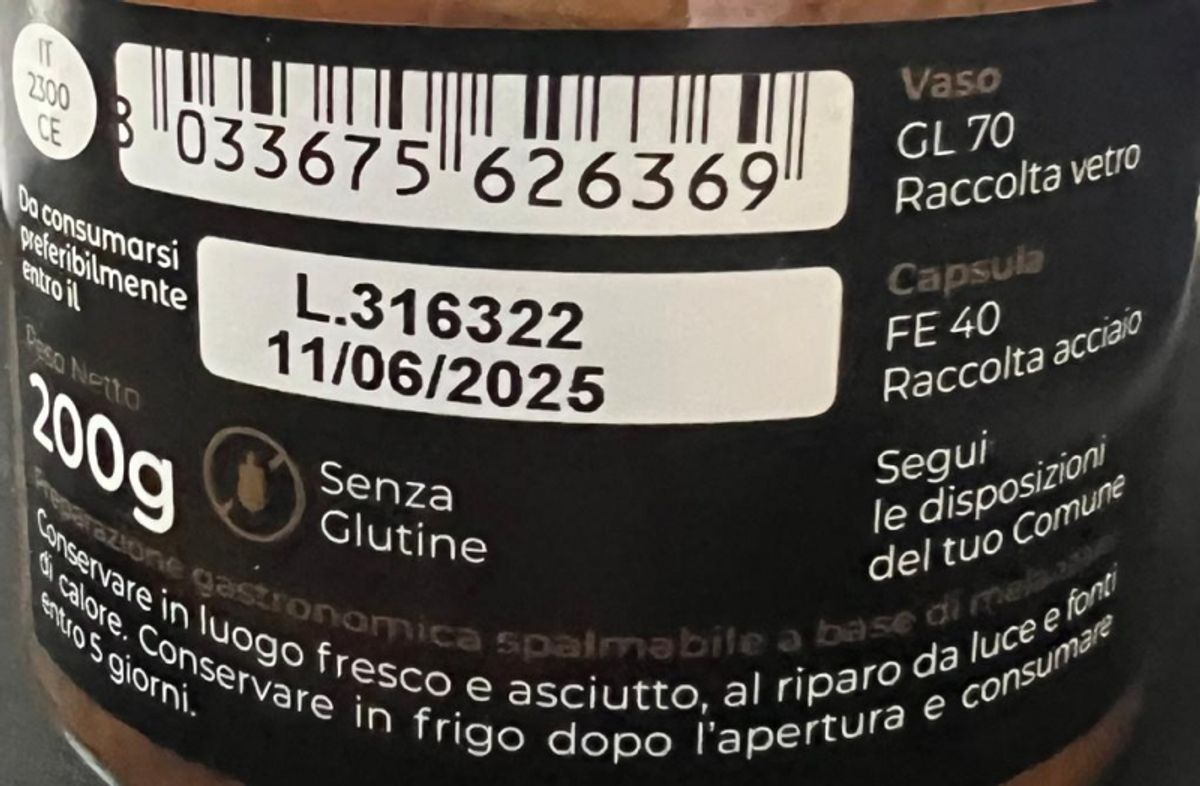 IT
2300
CE
8 033675 626369
Da consumarsi
preferibilmente
entro il
L.316322
11/06/2025
Peso Netto
200g
Senza
Glutine
Vaso
GL 70
Raccolta vetro
Capsula
FE 40
Raccolta acciaio
Segui
le disposizioni
del tuo Comune
Preparazione gastronomica spalmabile a base di
Conservare in luogo fresco e asciutto, al riparo da luce e fonti
di calore. Conservare in frigo dopo l'apertura e consumare
entro 5 giorni.